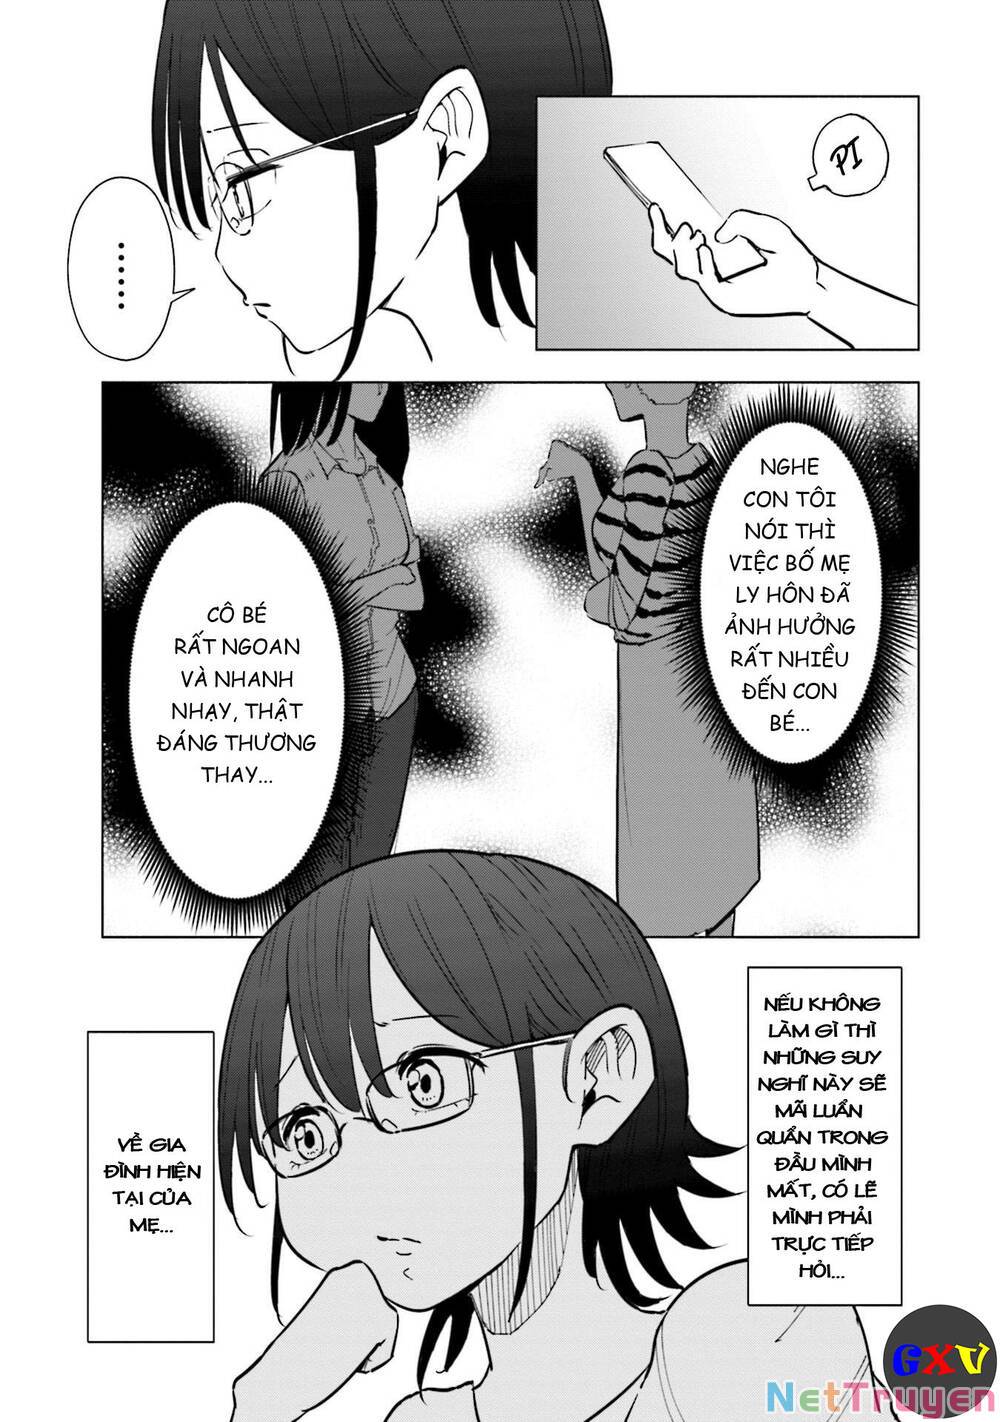 PI
......
NGHE
CON TÔI
NÓI THÌ
VIỆC BỐ MẸ
LY HÔN ĐÃ
ẢNH HƯỞNG
RẤT NHIỀU
ĐẾN CON
BÉ...
CÔ BÉ
RẤT NGOAN
VÀ NHANH
NHẠY, THẬT
ĐÁNG THƯƠNG
THAY...
NẾU KHÔNG
LÀM GÌ THÌ
NHỮNG SUY
NGHĨ NÀY SẼ
MÃI LUẨN
QUẨN TRONG
ĐẦU MÌNH
MẤT, CÓ LẼ
MÌNH PHẢI
TRỰC TIẾP
HỎI...
VỀ GIA
ĐÌNH HIỆN
TẠI CỦA
MẸ...
GXV
NetTruyen